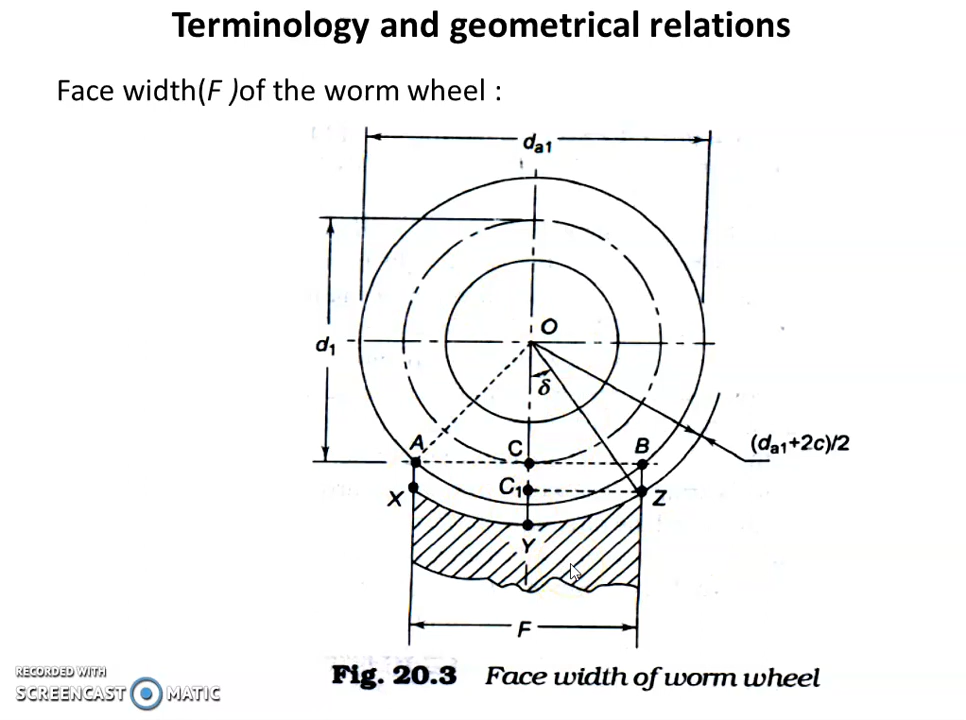 Terminology and geometrical relations
Face width(F )of the worm wheel :
da1
d1
O
δ
A
C
B
(da1+2c)/2
X
C1
Z
Y
F
Fig. 20.3 Face width of worm wheel
RECORDED WITH
SCREENCAST MATIC